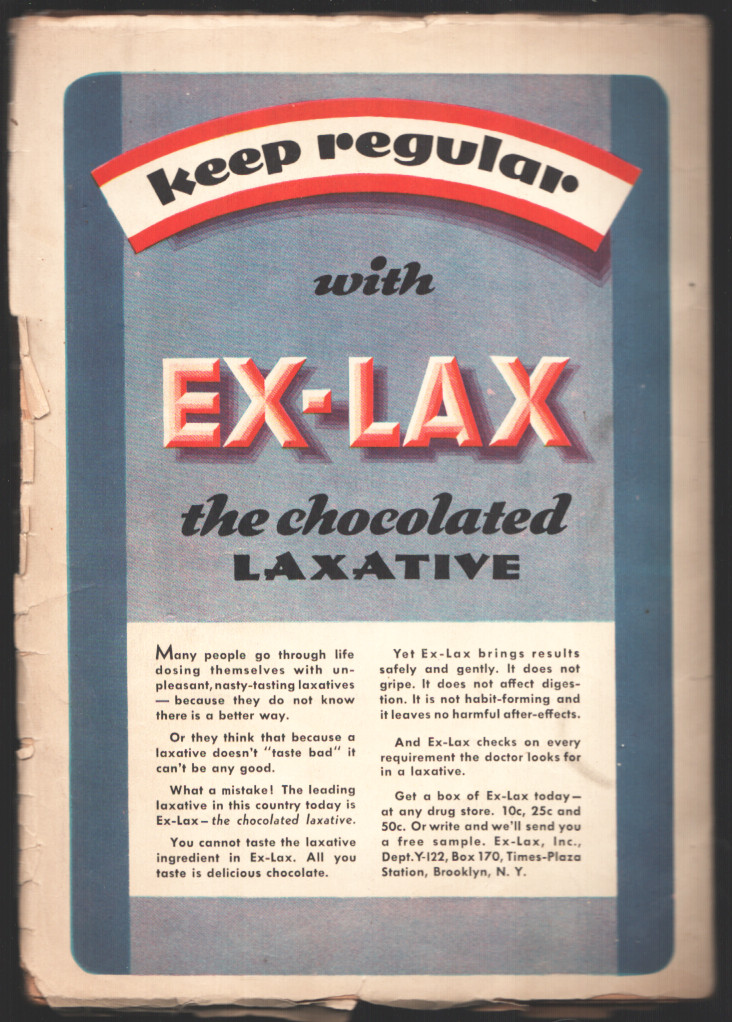 keep regular
with
EX-LAX
the chocolated
LAXATIVE
Many people go through life
dosing themselves with un-
pleasant, nasty-tasting laxatives
— because they do not know
there is a better way.
Or they think that because a
laxative doesn't "taste bad" it
can't be any good.
What a mistake! The leading
laxative in this country today is
Ex-Lax — the chocolated laxative.
You cannot taste the laxative
ingredient in Ex-Lax. All you
taste is delicious chocolate.
Yet Ex-Lax brings results
safely and gently. It does not
gripe. It does not affect diges-
tion. It is not habit-forming and
it leaves no harmful after-effects.
And Ex-Lax checks on every
requirement the doctor looks for
in a laxative.
Get a box of Ex-Lax today—
at any drug store. 10c, 25c and
50c. Or write and we'll send you
a free sample. Ex-Lax, Inc.,
Dept.Y-122, Box 170, Times-Plaza
Station, Brooklyn, N. Y.